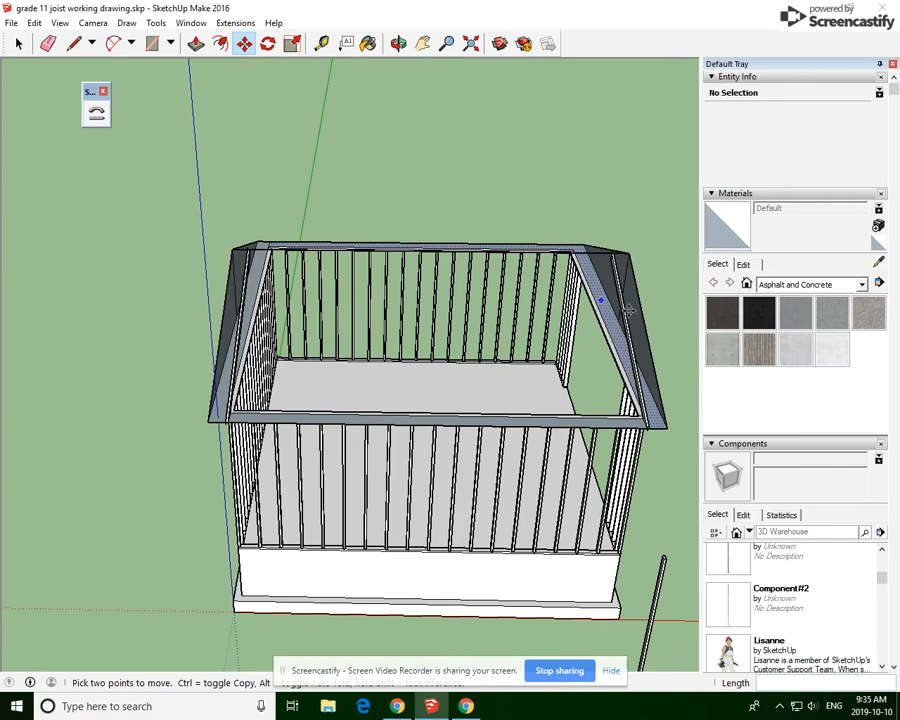 grade 11 joist working drawing.skp - SketchUp Make 2016
powered by
Screencastify
File Edit View Camera Draw Tools Window Extensions Help
A1
S...
Default Tray
Entity Info
No Selection
Materials
Default
Select Edit
Asphalt and Concrete
Components
Select Edit Statistics
3D Warehouse
by Unknown
No Description
Component#2
by Unknown
No Description
Lisanne
by SketchUp
Lisanne is a member of SketchUp's
Customer Support Team. When s
Screencastify - Screen Video Recorder is sharing your screen. Stop sharing Hide
Pick two points to move. Ctrl = toggle Copy, Alt
Length
Type here to search
ENG
9:35 AM
2019-10-10